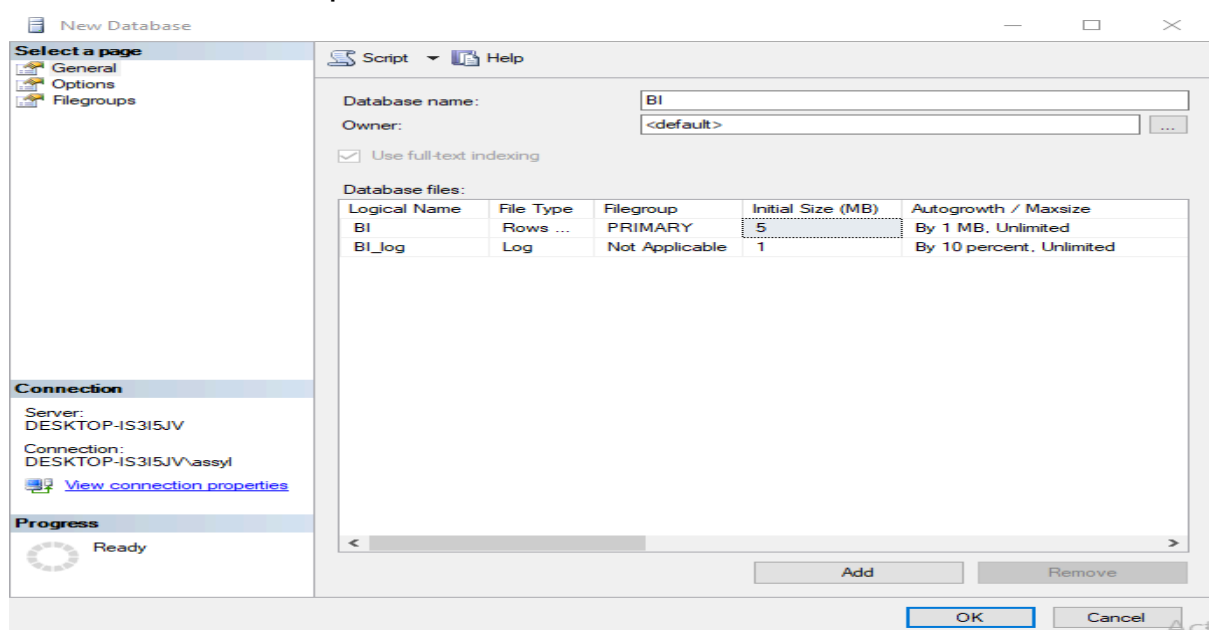 New Database
Select a page
General
Options
Filegroups
Script Help
Database name: BI
Owner: <default> ...
Use full-text indexing
Database files:
Logical Name File Type Filegroup Initial Size (MB) Autogrowth / Maxsize
BI Rows ... PRIMARY 5 By 1 MB, Unlimited
BI_log Log Not Applicable 1 By 10 percent, Unlimited
Connection
Server:
DESKTOP-IS3I5JV
Connection:
DESKTOP-IS3I5JV\assyl
View connection properties
Progress
Ready
Add Remove
OK Cancel